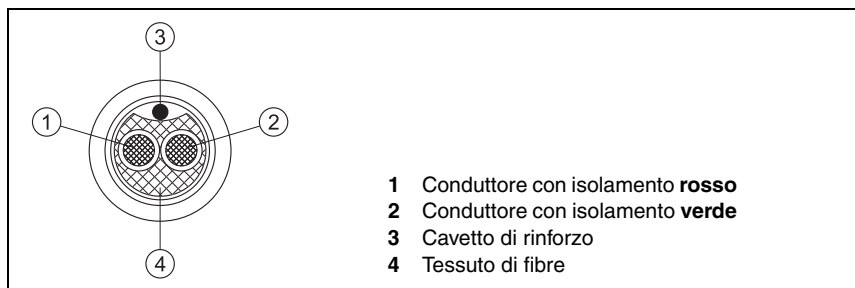 3
1
2
4
1 Conduttore con isolamento rosso
2 Conduttore con isolamento verde
3 Cavetto di rinforzo
4 Tessuto di fibre